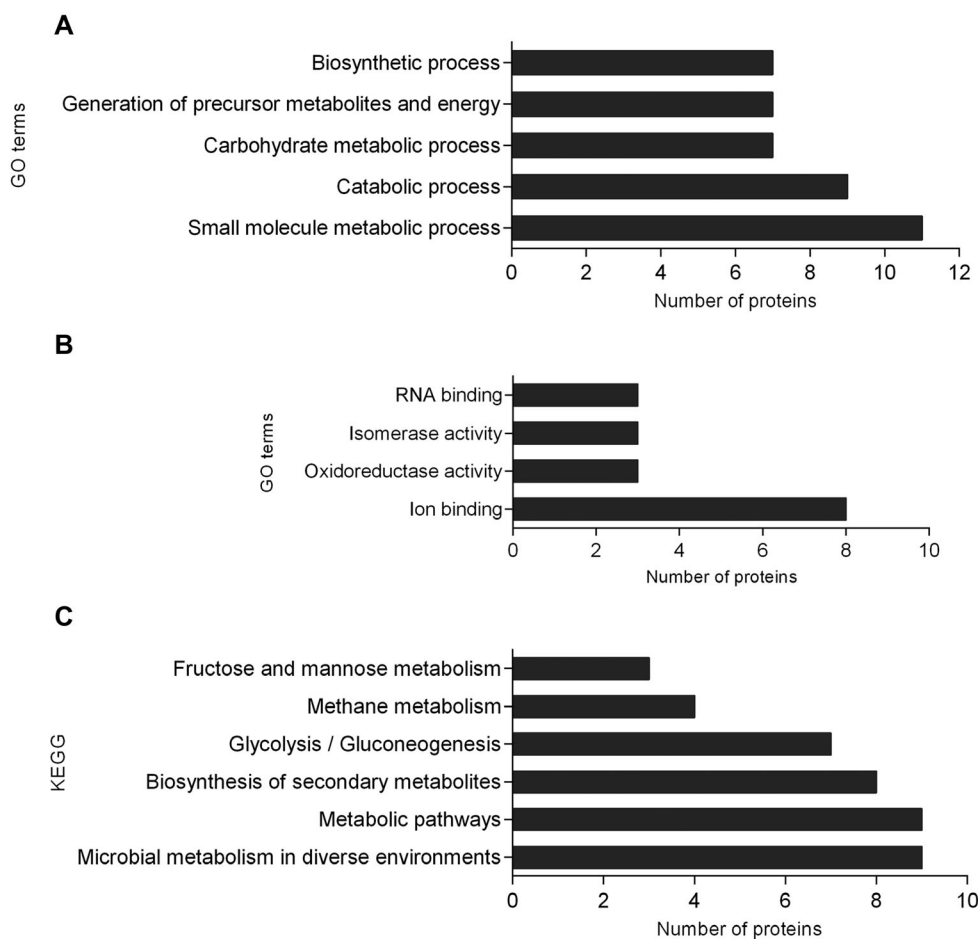 A
GO terms
Biosynthetic process
Generation of precursor metabolites and energy
Carbohydrate metabolic process
Catabolic process
Small molecule metabolic process
0 2 4 6 8 10 12
Number of proteins
B
GO terms
RNA binding
Isomerase activity
Oxidoreductase activity
Ion binding
0 2 4 6 8 10
Number of proteins
C
KEGG
Fructose and mannose metabolism
Methane metabolism
Glycolysis / Gluconeogenesis
Biosynthesis of secondary metabolites
Metabolic pathways
Microbial metabolism in diverse environments
0 2 4 6 8 10
Number of proteins